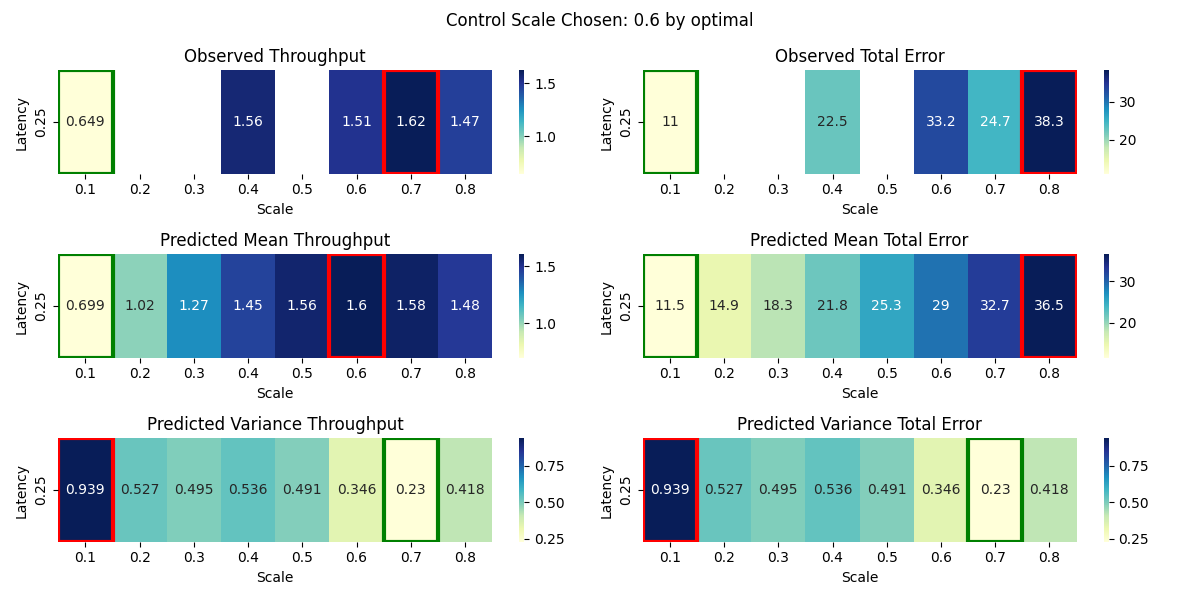 Control Scale Chosen: 0.6 by optimal
Observed Throughput
Latency
0.25
0.649 1.56 1.51 1.62 1.47
0.1 0.2 0.3 0.4 0.5 0.6 0.7 0.8
Scale
1.5
1.0
Observed Total Error
Latency
0.25
11 22.5 33.2 24.7 38.3
0.1 0.2 0.3 0.4 0.5 0.6 0.7 0.8
Scale
30
20
Predicted Mean Throughput
Latency
0.25
0.699 1.02 1.27 1.45 1.56 1.6 1.58 1.48
0.1 0.2 0.3 0.4 0.5 0.6 0.7 0.8
Scale
1.5
1.0
Predicted Mean Total Error
Latency
0.25
11.5 14.9 18.3 21.8 25.3 29 32.7 36.5
0.1 0.2 0.3 0.4 0.5 0.6 0.7 0.8
Scale
30
20
Predicted Variance Throughput
Latency
0.25
0.939 0.527 0.495 0.536 0.491 0.346 0.23 0.418
0.1 0.2 0.3 0.4 0.5 0.6 0.7 0.8
Scale
0.75
0.50
0.25
Predicted Variance Total Error
Latency
0.25
0.939 0.527 0.495 0.536 0.491 0.346 0.23 0.418
0.1 0.2 0.3 0.4 0.5 0.6 0.7 0.8
Scale
0.75
0.50
0.25